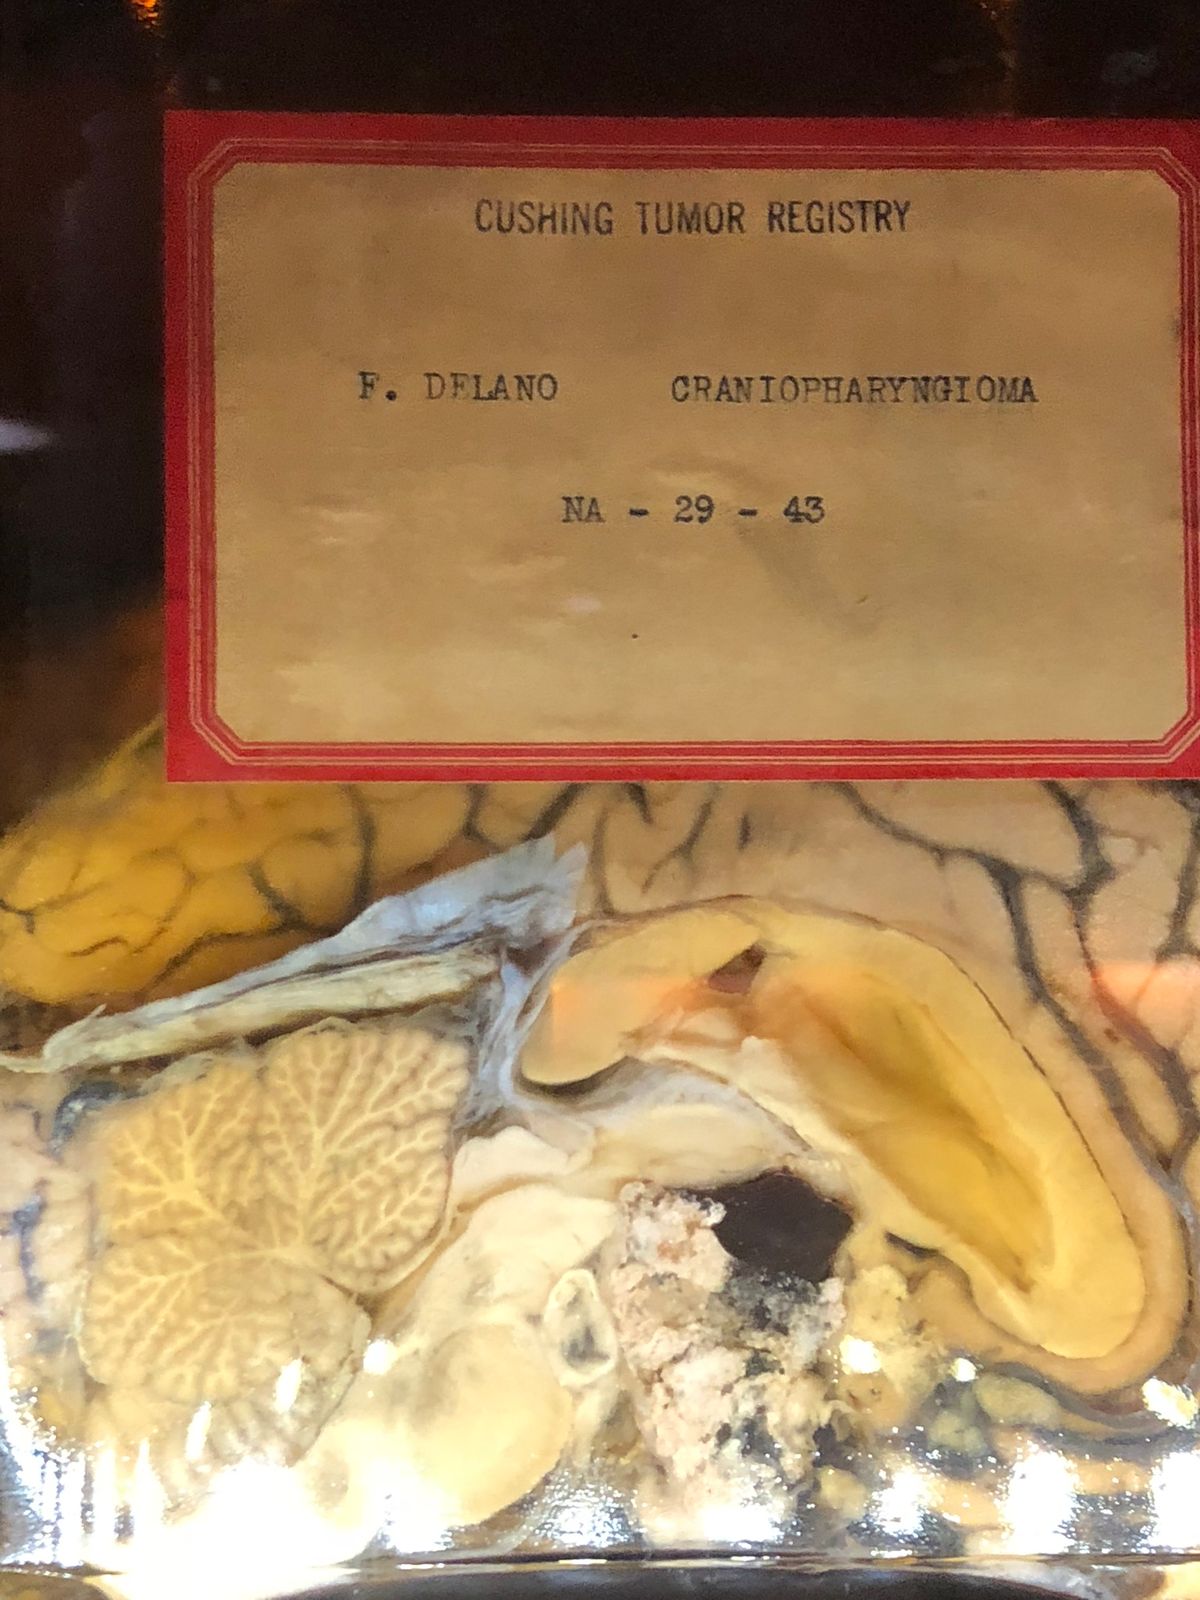 CUSHING TUMOR REGISTRY
F. DELANO CRANIOPHARYNGIOMA
NA - 29 - 43